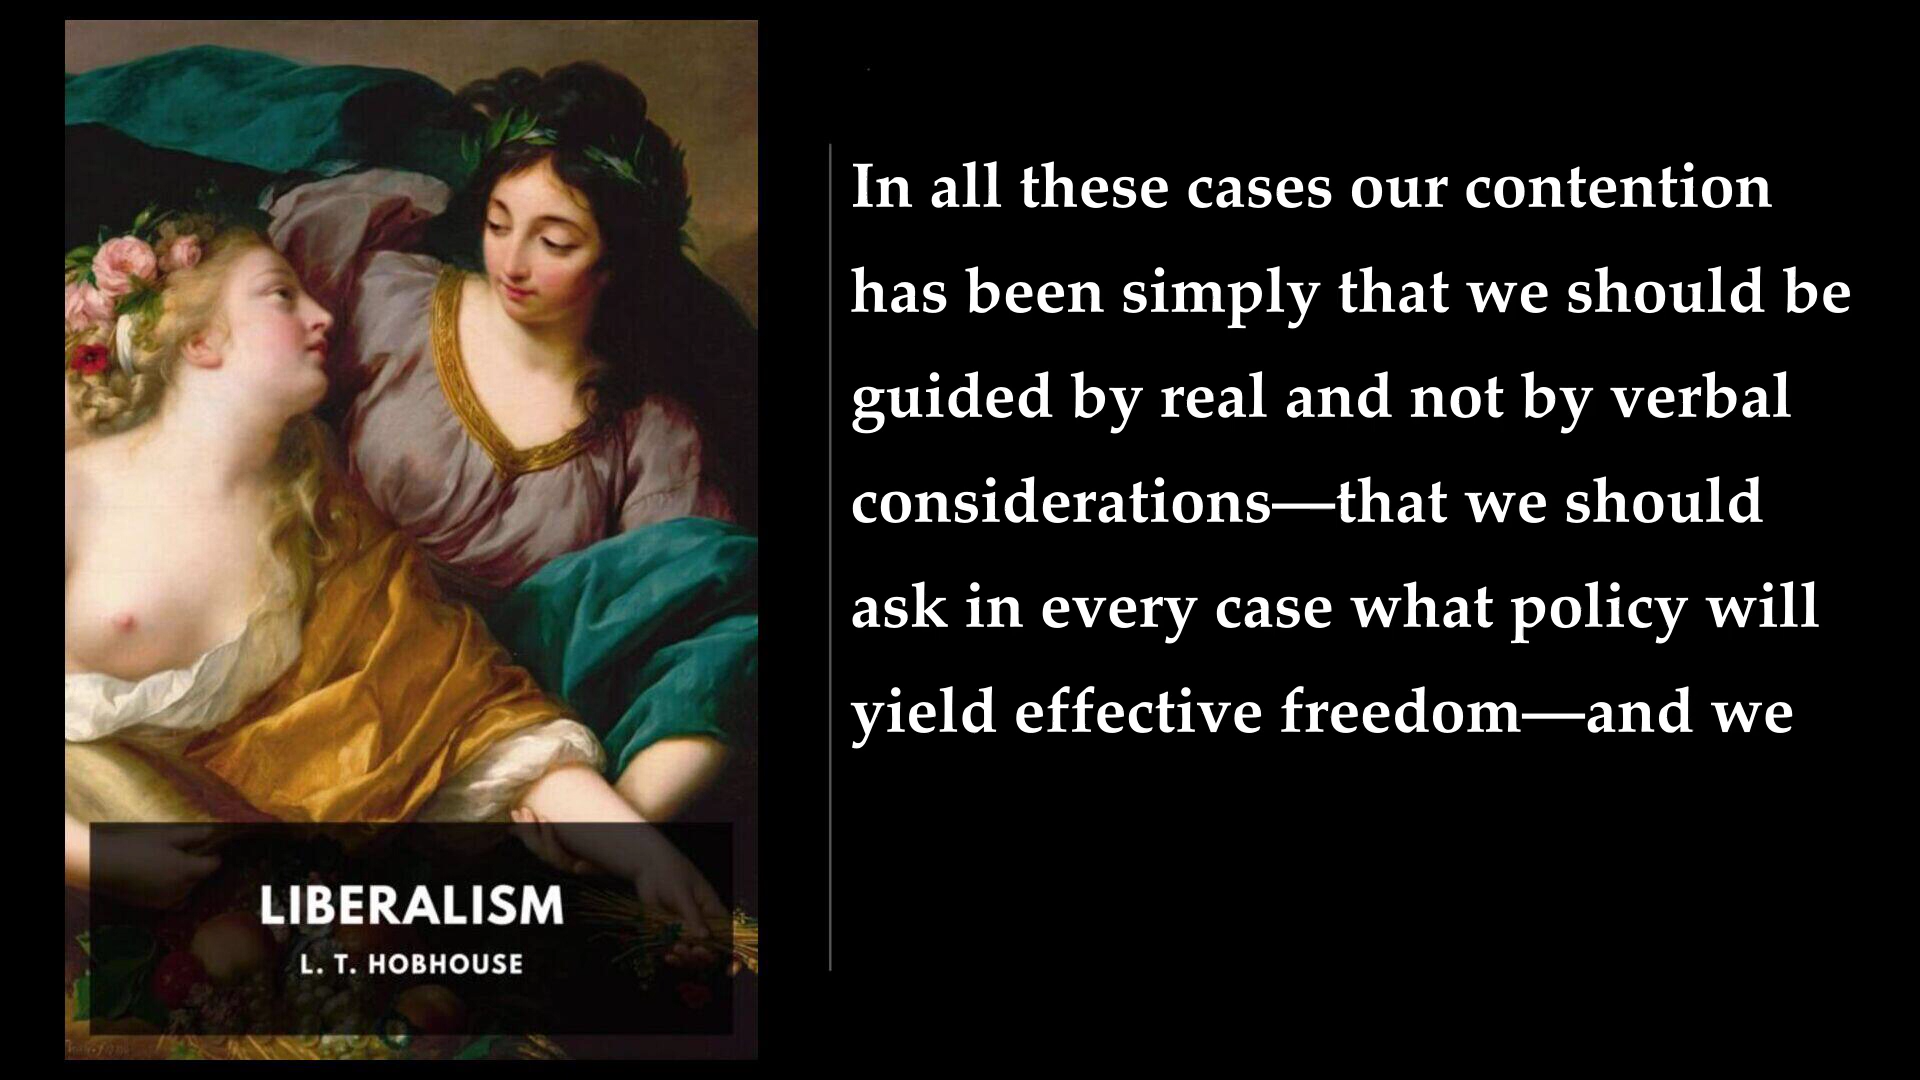 In all these cases our contention
has been simply that we should be
guided by real and not by verbal
considerations—that we should
ask in every case what policy will
yield effective freedom—and we
LIBERALISM
L. T. HOBHOUSE